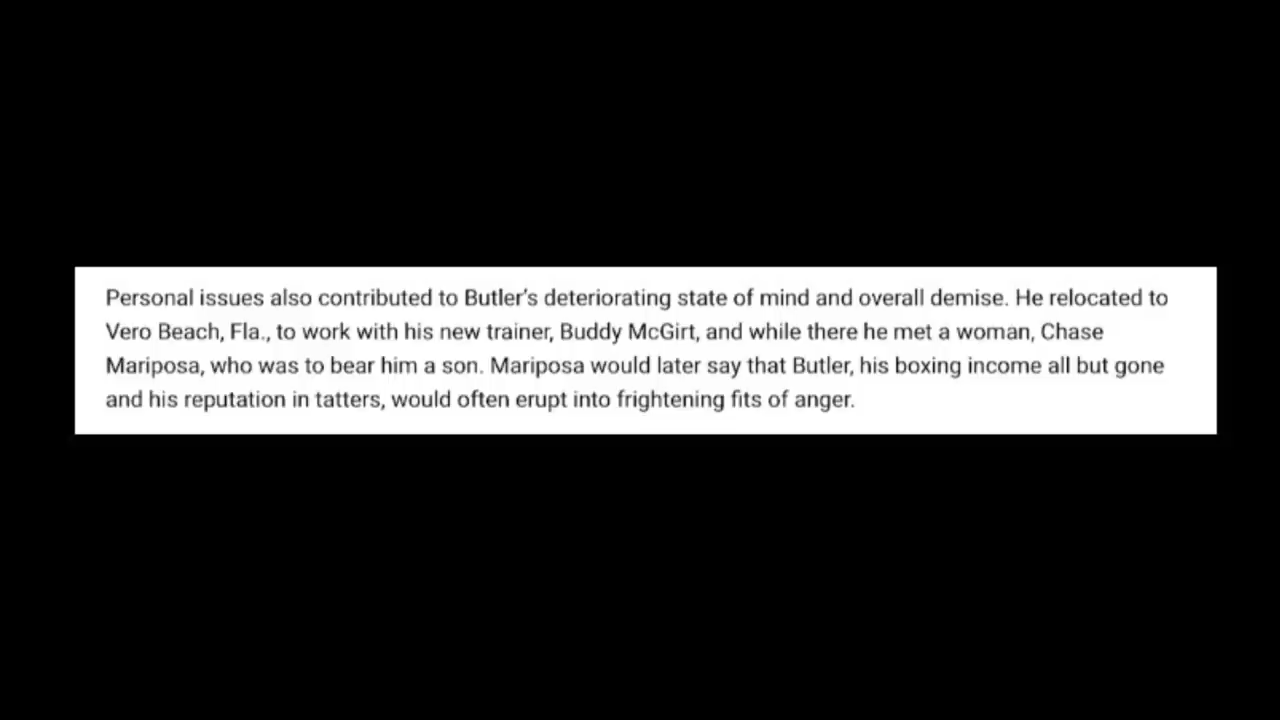 Personal issues also contributed to Butler's deteriorating state of mind and overall demise. He relocated to
Vero Beach, Fla., to work with his new trainer, Buddy McGirt, and while there he met a woman, Chase
Mariposa, who was to bear him a son. Mariposa would later say that Butler, his boxing income all but gone
and his reputation in tatters, would often erupt into frightening fits of anger.